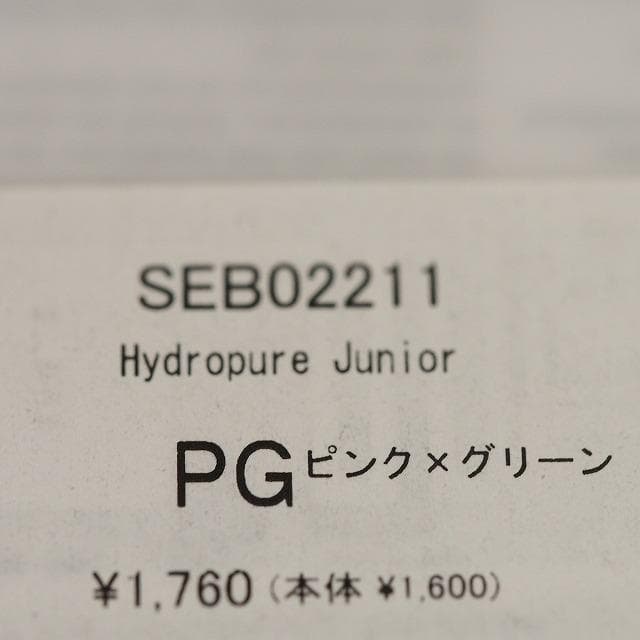 SEB02211
Hydropure Junior
PG ピンク×グリーン
¥1,760(本体 ¥1,600)